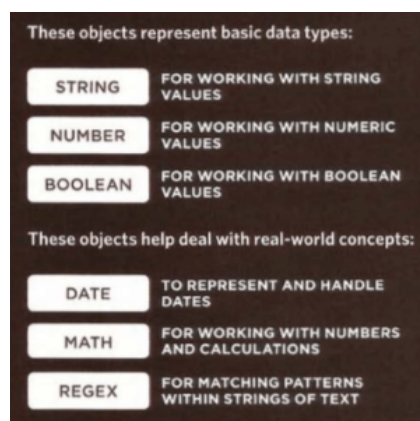 These objects represent basic data types:
STRING
FOR WORKING WITH STRING
VALUES
NUMBER
FOR WORKING WITH NUMERIC
VALUES
BOOLEAN
FOR WORKING WITH BOOLEAN
VALUES
These objects help deal with real-world concepts:
DATE
TO REPRESENT AND HANDLE
DATES
MATH
FOR WORKING WITH NUMBERS
AND CALCULATIONS
REGEX
FOR MATCHING PATTERNS
WITHIN STRINGS OF TEXT